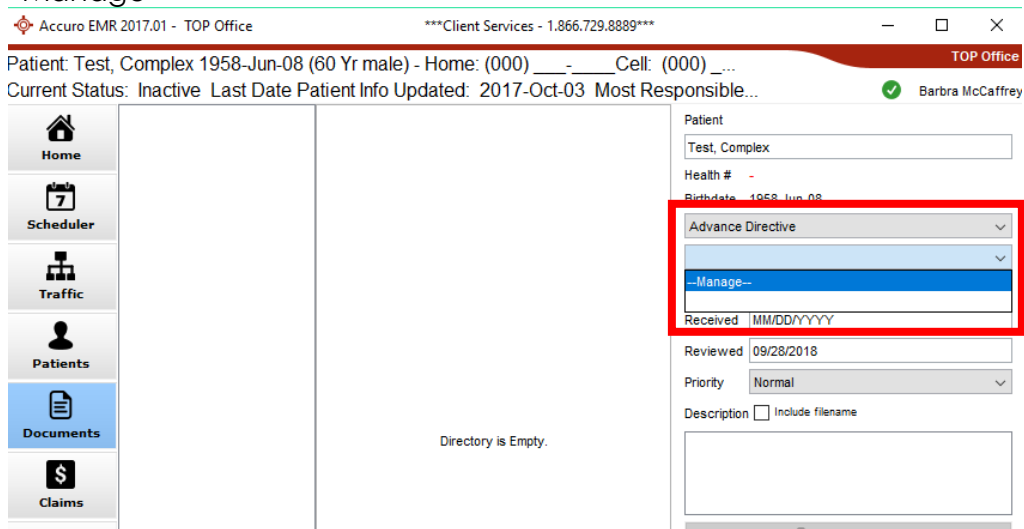 Manage
Accuro EMR 2017.01 - TOP Office ***Client Services - 1.866.729.8889***
TOP Office
Patient: Test, Complex 1958-Jun-08 (60 Yr male) - Home: (000) ___-____Cell: (000) _...
Current Status: Inactive Last Date Patient Info Updated: 2017-Oct-03 Most Responsible...
Barbra McCaffrey
Home
7
Scheduler
Traffic
Patients
Documents
$
Claims
Directory is Empty.
Patient
Test, Complex
Health # -
Birthdate 1958-Jun-08
Advance Directive
--Manage--
Received MM/DD/YYYY
Reviewed 09/28/2018
Priority Normal
Description Include filename